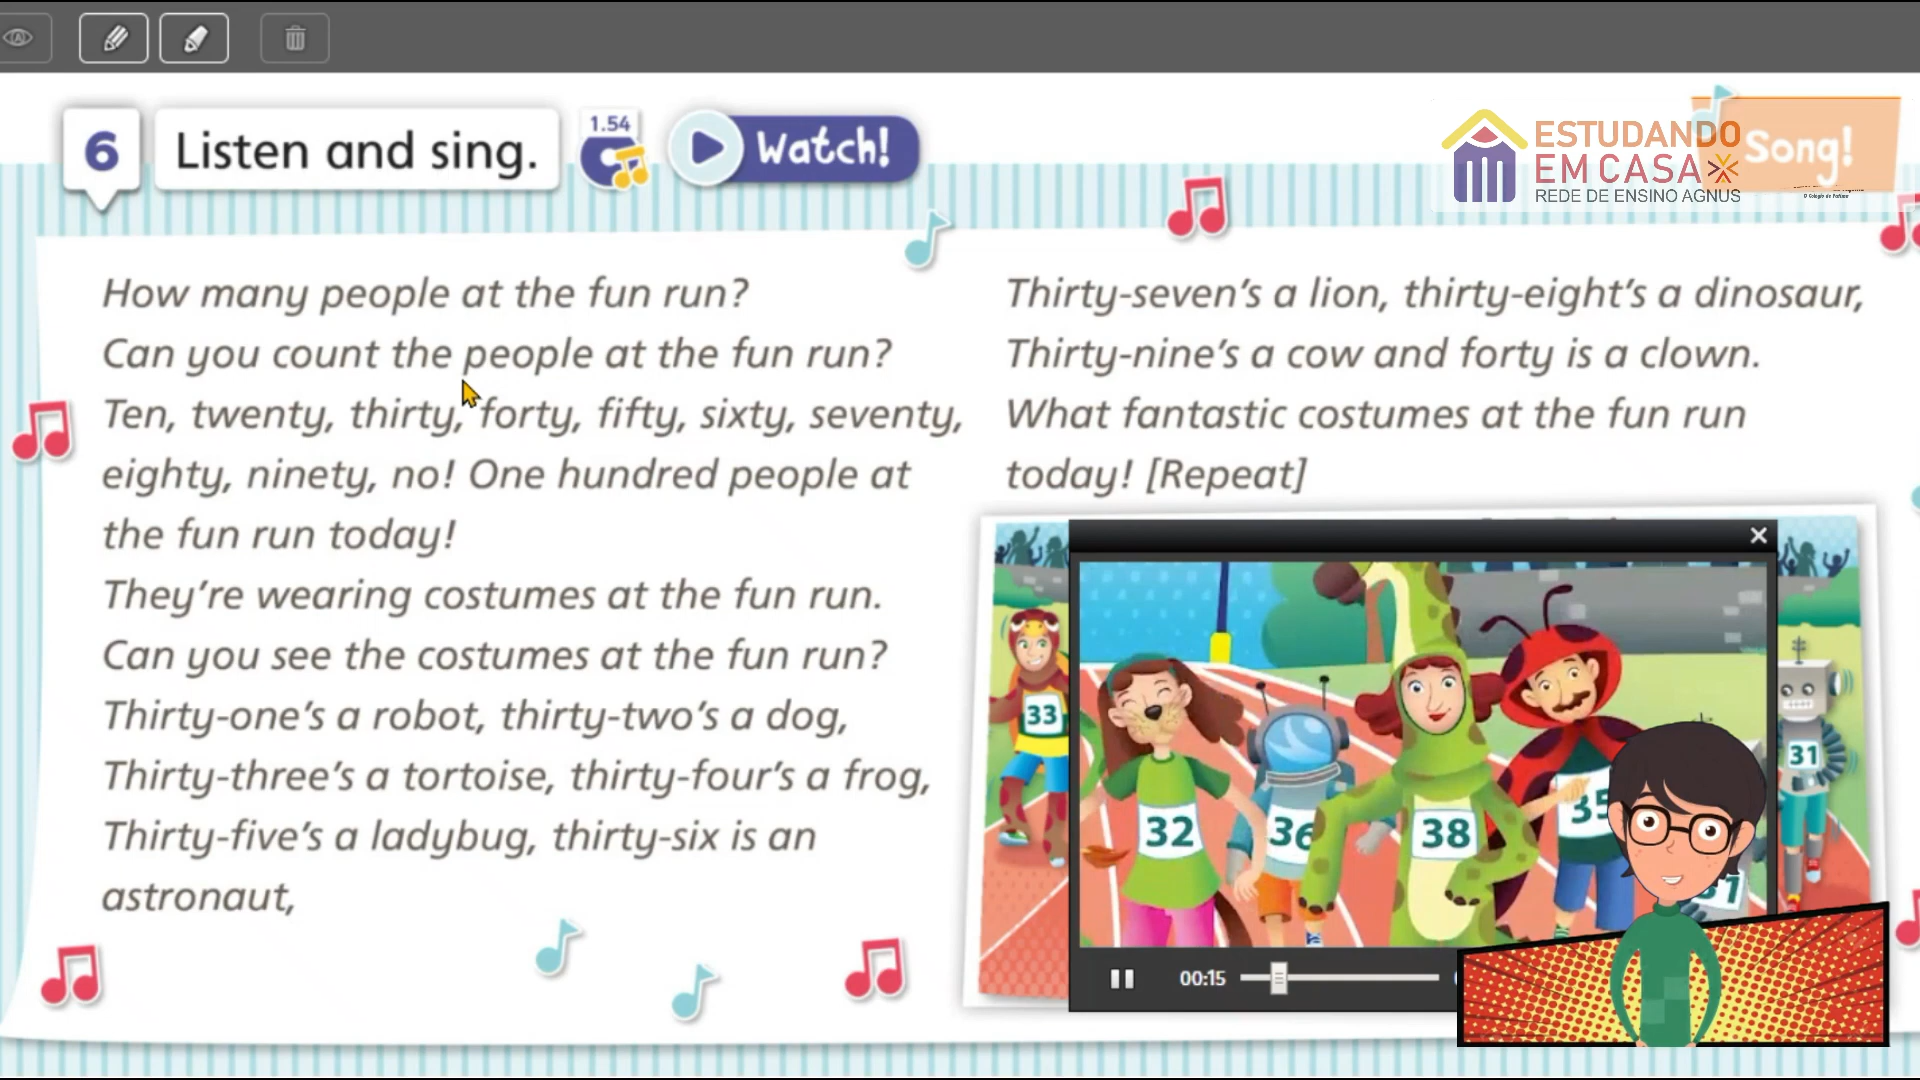 6
Listen and sing.
1.54
Watch!
ESTUDANDO
EM CASA
REDE DE ENSINO AGNUS
Song!
How many people at the fun run?
Can you count the people at the fun run?
Ten, twenty, thirty, forty, fifty, sixty, seventy,
eighty, ninety, no! One hundred people at
the fun run today!
They're wearing costumes at the fun run.
Can you see the costumes at the fun run?
Thirty-one's a robot, thirty-two's a dog,
Thirty-three's a tortoise, thirty-four's a frog,
Thirty-five's a ladybug, thirty-six is an
astronaut,
Thirty-seven's a lion, thirty-eight's a dinosaur,
Thirty-nine's a cow and forty is a clown.
What fantastic costumes at the fun run
today! [Repeat]
33
32
36
38
35
31
00:15